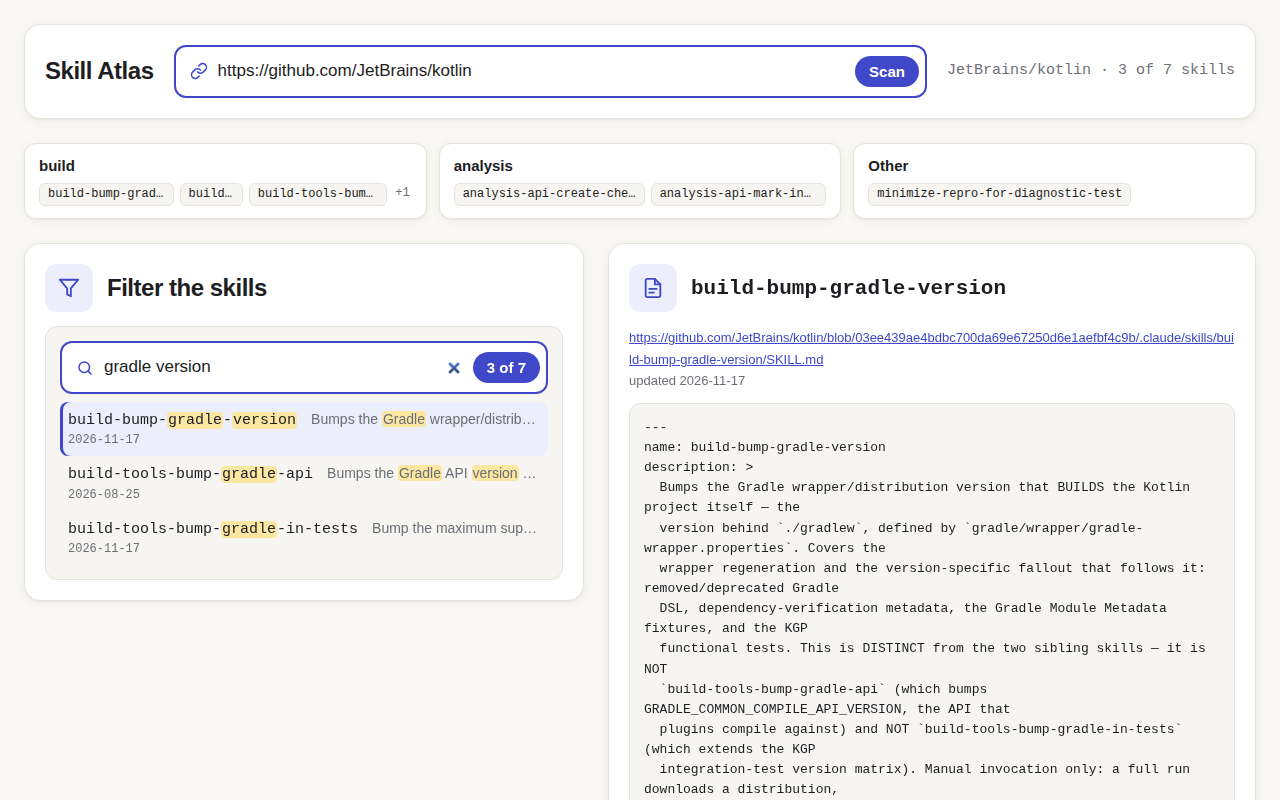 Skill Atlas
https://github.com/JetBrains/kotlin
Scan
JetBrains/kotlin · 3 of 7 skills
build
build-bump-grad…
build…
build-tools-bum…
+1
analysis
analysis-api-create-che…
analysis-api-mark-in…
Other
minimize-repro-for-diagnostic-test
Filter the skills
gradle version
3 of 7
build-bump-gradle-version Bumps the Gradle wrapper/distrib…
2026-11-17
build-tools-bump-gradle-api Bumps the Gradle API version …
2026-08-25
build-tools-bump-gradle-in-tests Bump the maximum sup…
2026-11-17
build-bump-gradle-version
https://github.com/JetBrains/kotlin/blob/03ee439ae4bdbc700da69e67250d6e1aefbf4c9b/.claude/skills/bui
ld-bump-gradle-version/SKILL.md
updated 2026-11-17
---
name: build-bump-gradle-version
description: >
Bumps the Gradle wrapper/distribution version that BUILDS the Kotlin
project itself — the
version behind `./gradlew`, defined by `gradle/wrapper/gradle-
wrapper.properties`. Covers the
wrapper regeneration and the version-specific fallout that follows it:
removed/deprecated Gradle
DSL, dependency-verification metadata, the Gradle Module Metadata
fixtures, and the KGP
functional tests. This is DISTINCT from the two sibling skills — it is
NOT
`build-tools-bump-gradle-api` (which bumps
GRADLE_COMMON_COMPILE_API_VERSION, the API that
plugins compile against) and NOT `build-tools-bump-gradle-in-tests`
(which extends the KGP
integration-test version matrix). Manual invocation only: a full run
downloads a distribution,